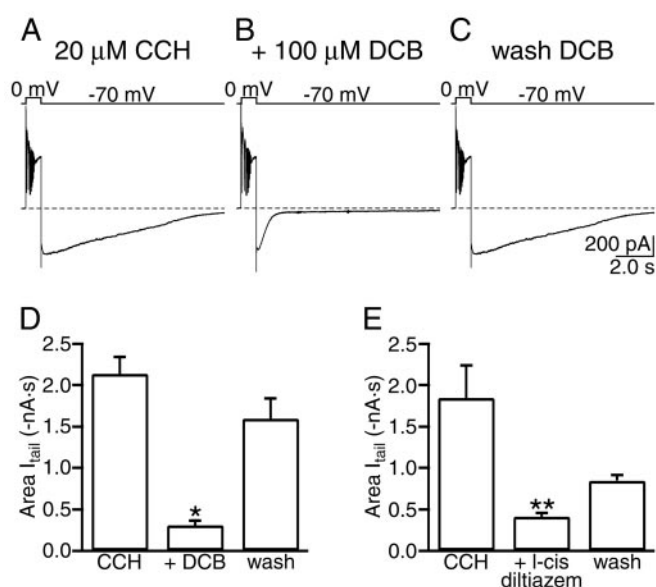 A B C
20 μM CCH + 100 μM DCB wash DCB
0 mV -70 mV 0 mV -70 mV 0 mV -70 mV
200 pA
2.0 s
D E
Area Itail (-nA·s)
2.5
2.0
1.5
1.0
0.5
0.0
*
CCH + DCB wash
Area Itail (-nA·s)
2.5
2.0
1.5
1.0
0.5
0.0
**
CCH + l-cis wash
diltiazem